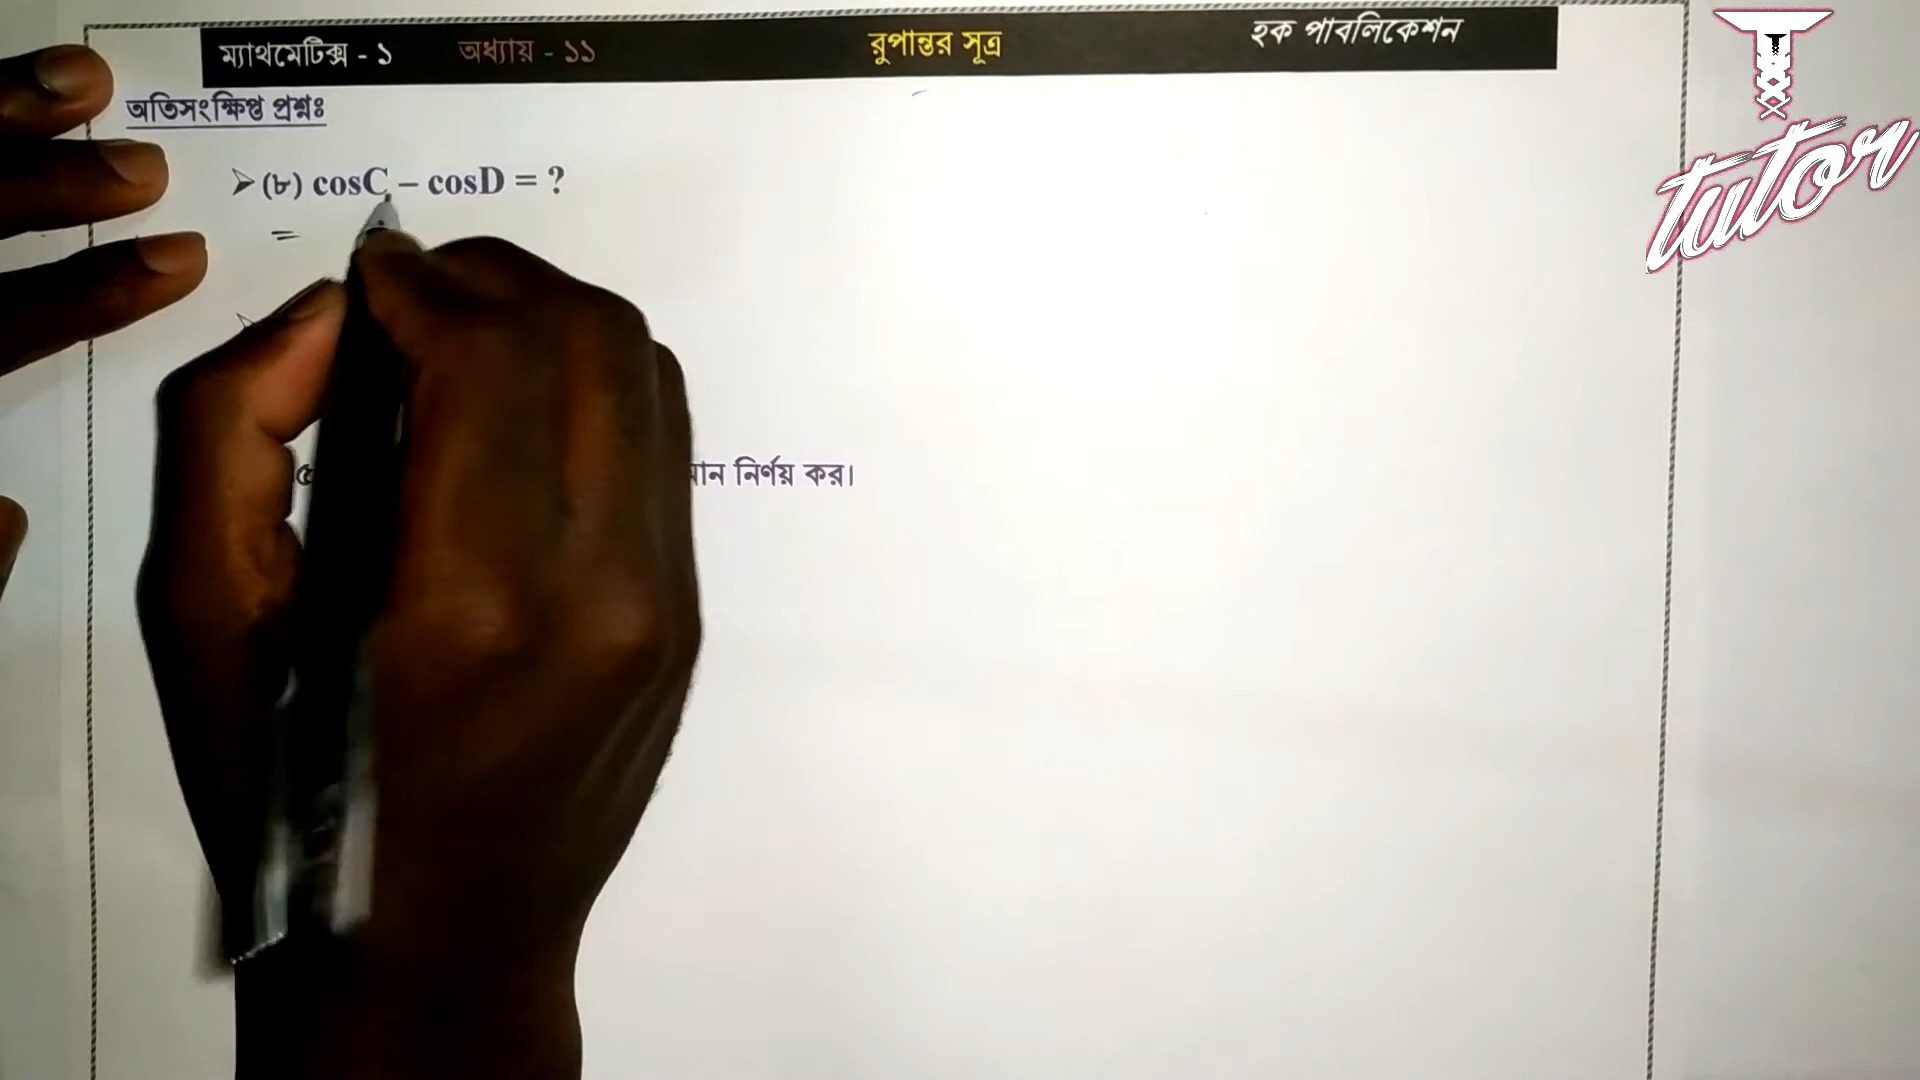 ম্যাথমেটিক্স - ১ অধ্যায় - ১১ রুপান্তর সূত্র হক পাবলিকেশন
অতিসংক্ষিপ্ত প্রশ্নঃ
➢ (৮) cosC – cosD = ?
=
নির্ণয় কর।
T
tutor